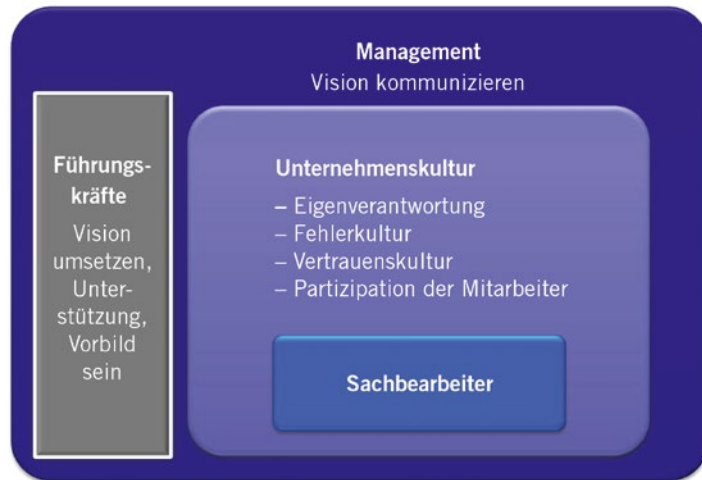 Management
Vision kommunizieren
Führungs-
kräfte
Vision
umsetzen,
Unter-
stützung,
Vorbild
sein
Unternehmenskultur
– Eigenverantwortung
– Fehlerkultur
– Vertrauenskultur
– Partizipation der Mitarbeiter
Sachbearbeiter